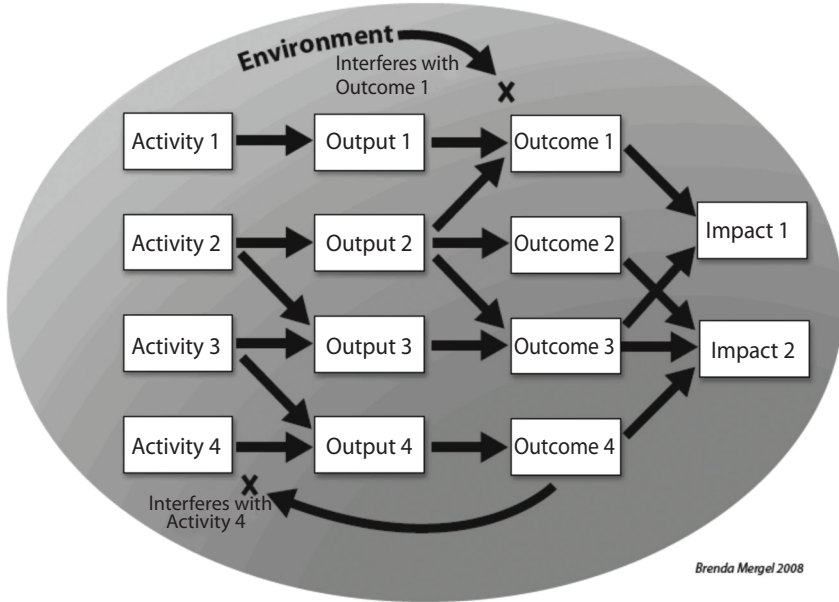 Environment
Interferes with
Outcome 1
Activity 1
Output 1
Outcome 1
Activity 2
Output 2
Outcome 2
Impact 1
Activity 3
Output 3
Outcome 3
Impact 2
Activity 4
Output 4
Outcome 4
Interferes with
Activity 4
Brenda Mergel 2008